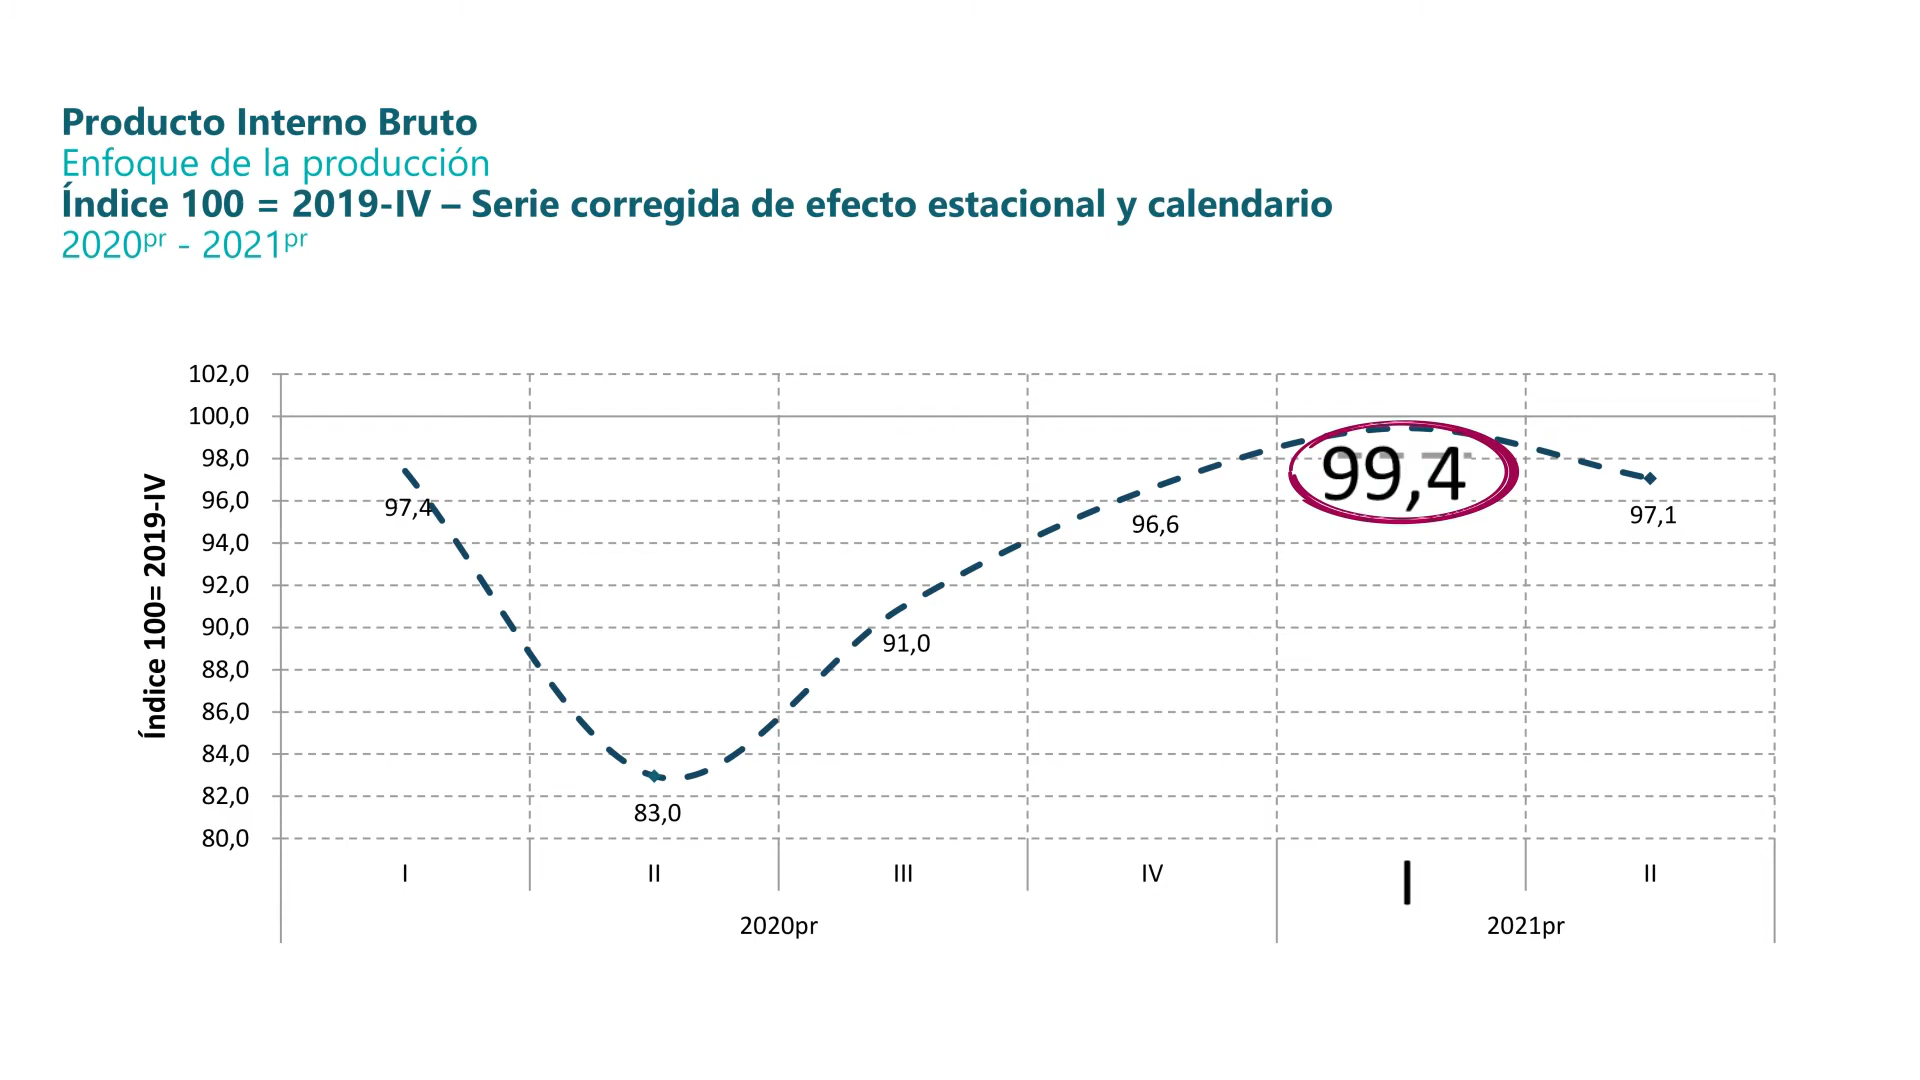 Producto Interno Bruto
Enfoque de la producción
Índice 100 = 2019-IV – Serie corregida de efecto estacional y calendario
2020pr - 2021pr
Índice 100= 2019-IV
102,0
100,0
98,0
96,0
94,0
92,0
90,0
88,0
86,0
84,0
82,0
80,0
97,4
83,0
91,0
96,6
99,4
97,1
I
II
III
IV
I
II
2020pr
2021pr